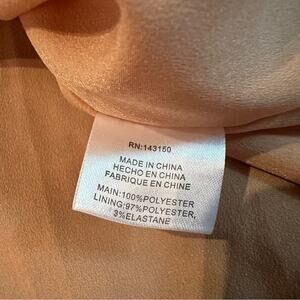 RN:143150
MADE IN CHINA
HECHO EN CHINA
FABRIQUE EN CHINE
MAIN:100%POLYESTER
LINING:97%POLYESTER,
3%ELASTANE